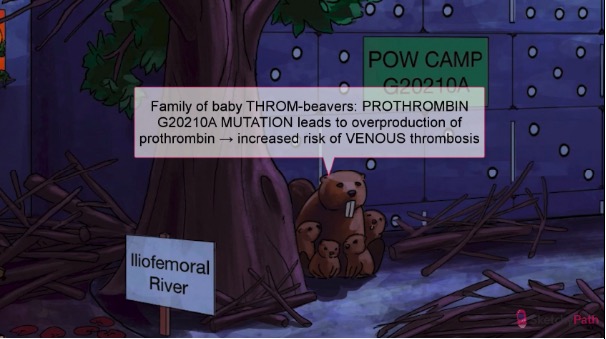 POW CAMP
G20210A
Family of baby THROM-beavers: PROTHROMBIN
G20210A MUTATION leads to overproduction of
prothrombin → increased risk of VENOUS thrombosis
Iliofemoral
River
SketchyPath